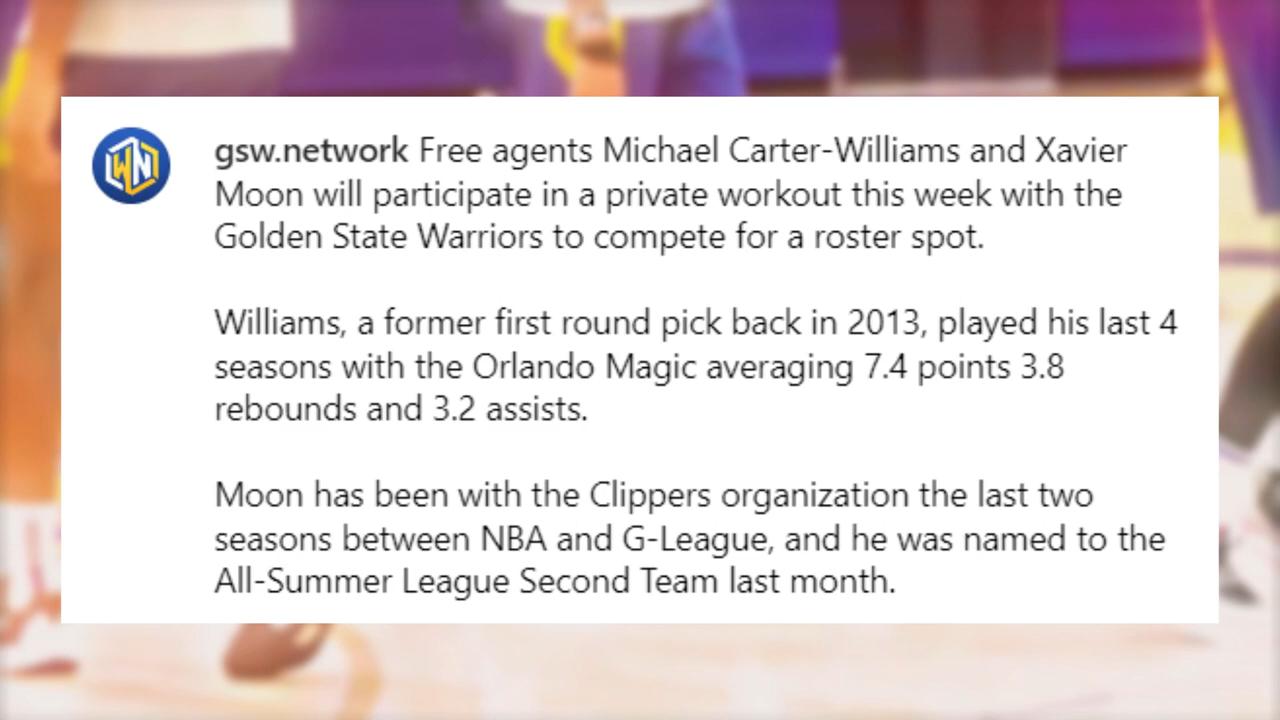 WN
gsw.network Free agents Michael Carter-Williams and Xavier
Moon will participate in a private workout this week with the
Golden State Warriors to compete for a roster spot.
Williams, a former first round pick back in 2013, played his last 4
seasons with the Orlando Magic averaging 7.4 points 3.8
rebounds and 3.2 assists.
Moon has been with the Clippers organization the last two
seasons between NBA and G-League, and he was named to the
All-Summer League Second Team last month.